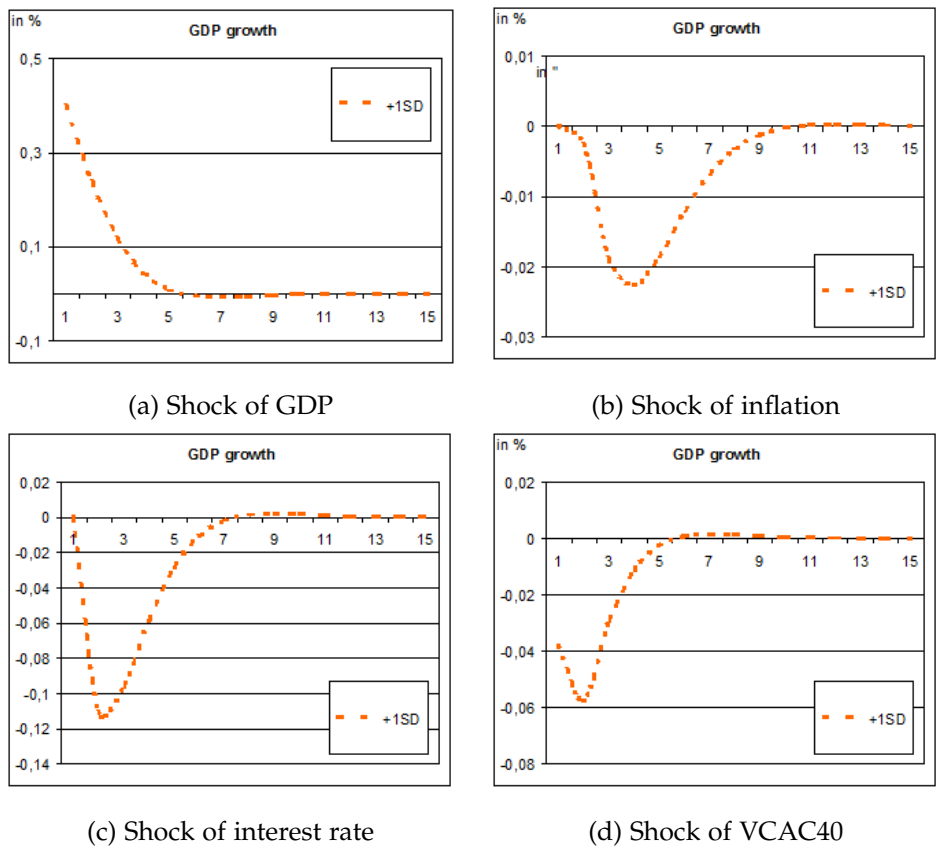 in %
GDP growth
0,5
0,3
0,1
-0,1
1 3 5 7 9 11 13 15
+1SD
(a) Shock of GDP
GDP growth
0,01
in "
0
-0,01
-0,02
-0,03
1 3 5 7 9 11 13 15
+1SD
(b) Shock of inflation
GDP growth
0,02
0
-0,02
-0,04
-0,06
-0,08
-0,1
-0,12
-0,14
1 3 5 7 9 11 13 15
+1SD
(c) Shock of interest rate
in %
GDP growth
0,02
0
-0,02
-0,04
-0,06
-0,08
1 3 5 7 9 11 13 15
+1SD
(d) Shock of VCAC40